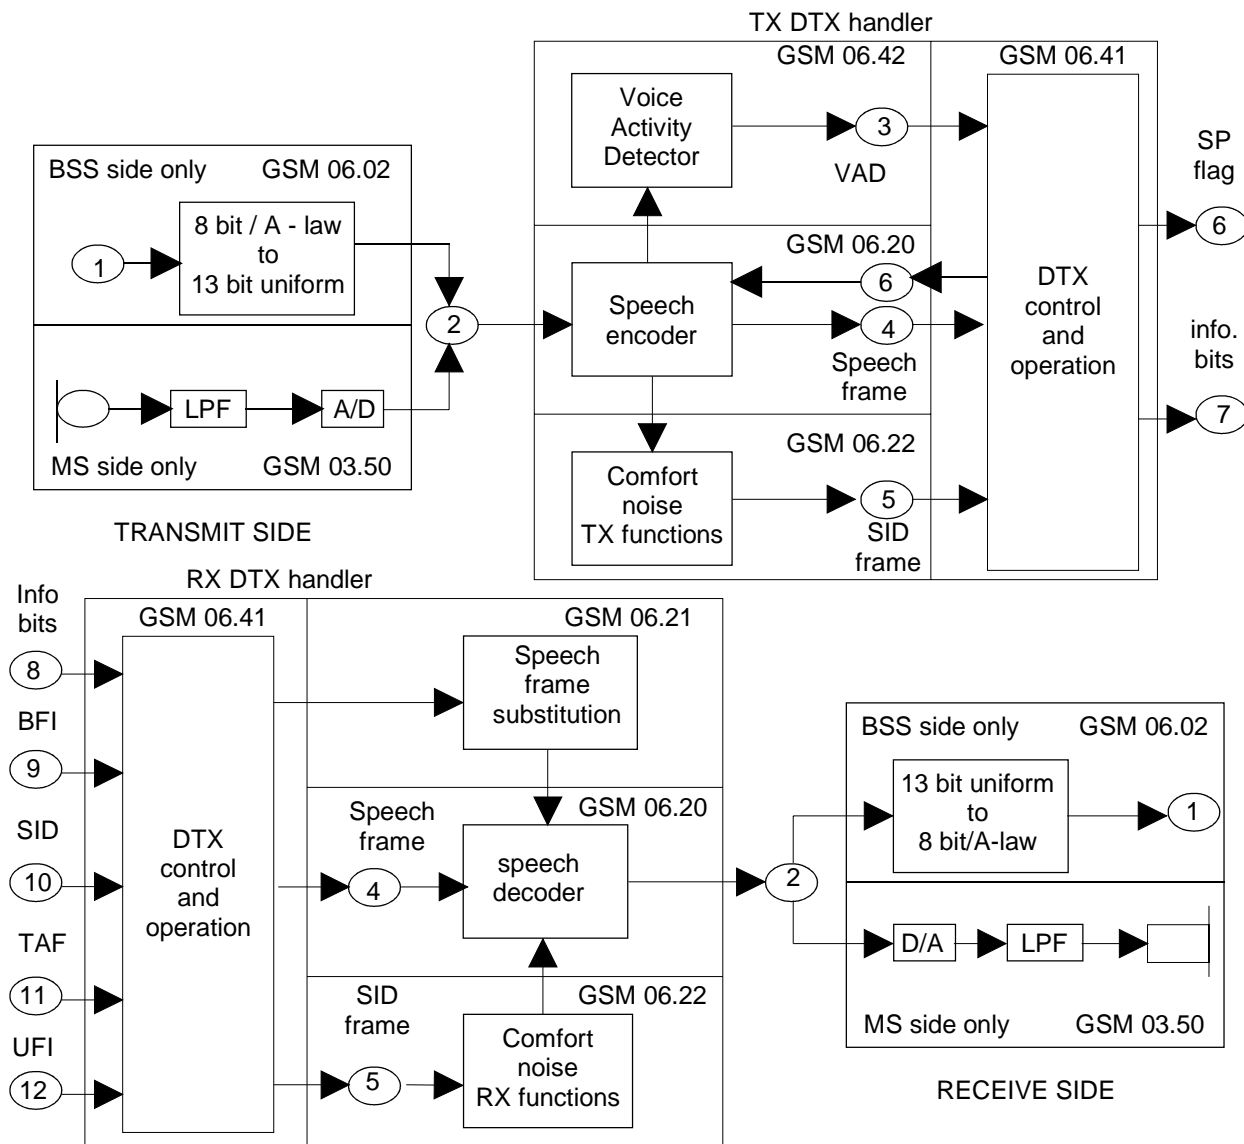 TX DTX handler
GSM 06.42
GSM 06.41
Voice
Activity
Detector
3
VAD
SP
flag
6
BSS side only
GSM 06.02
8 bit / A - law
to
13 bit uniform
1
2
GSM 06.20
6
Speech
encoder
4
Speech
frame
DTX
control
and
operation
info.
bits
7
LPF
A/D
MS side only
GSM 03.50
GSM 06.22
Comfort
noise
TX functions
5
SID
frame
TRANSMIT SIDE
RX DTX handler
Info
bits
8
BFI
9
SID
10
TAF
11
UFI
12
GSM 06.41
DTX
control
and
operation
GSM 06.21
Speech
frame
substitution
GSM 06.20
Speech
frame
4
speech
decoder
GSM 06.22
SID
frame
5
Comfort
noise
RX functions
2
BSS side only
GSM 06.02
13 bit uniform
to
8 bit/A-law
1
D/A
LPF
MS side only
GSM 03.50
RECEIVE SIDE